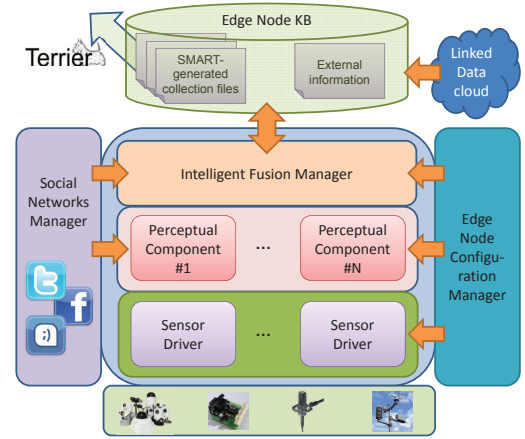 Edge Node KB
Terrier
SMART-
generated
collection files
External
information
Linked
Data
cloud
Social
Networks
Manager
Intelligent Fusion Manager
Perceptual
Component
#1
...
Perceptual
Component
#N
Edge
Node
Configu-
ration
Manager
Sensor
Driver
...
Sensor
Driver